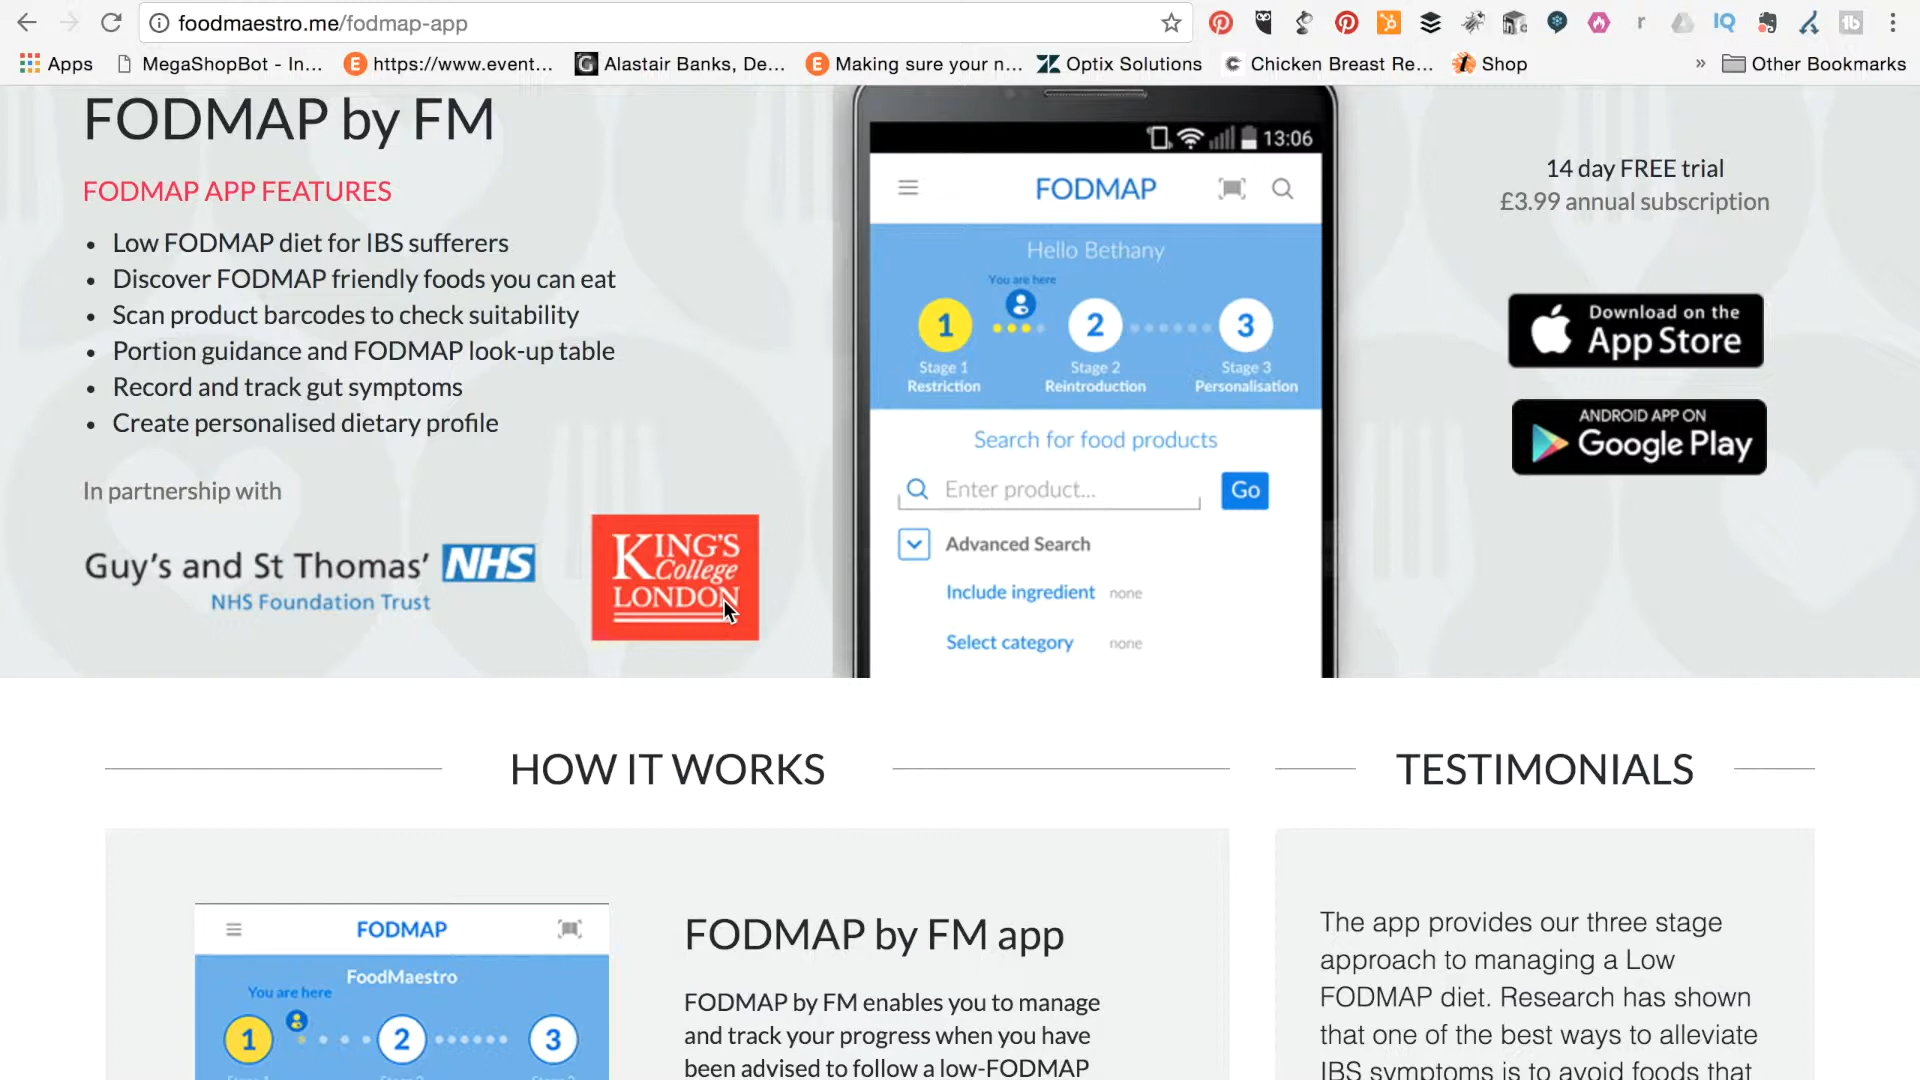 foodmaestro.me/fodmap-app
Apps
MegaShopBot - In...
https://www.event...
Alastair Banks, De...
Making sure your n...
Optix Solutions
Chicken Breast Re...
Shop
»
Other Bookmarks
FODMAP by FM
FODMAP APP FEATURES
• Low FODMAP diet for IBS sufferers
• Discover FODMAP friendly foods you can eat
• Scan product barcodes to check suitability
• Portion guidance and FODMAP look-up table
• Record and track gut symptoms
• Create personalised dietary profile
In partnership with
Guy's and St Thomas' NHS
NHS Foundation Trust
KING'S
College
LONDON
13:06
FODMAP
Hello Bethany
You are here
1 2 3
Stage 1 Stage 2 Stage 3
Restriction Reintroduction Personalisation
Search for food products
Enter product... Go
Advanced Search
Include ingredient none
Select category none
14 day FREE trial
£3.99 annual subscription
Download on the
App Store
ANDROID APP ON
Google Play
HOW IT WORKS
FODMAP
FoodMaestro
You are here
1 2 3
FODMAP by FM app
FODMAP by FM enables you to manage
and track your progress when you have
been advised to follow a low-FODMAP
TESTIMONIALS
The app provides our three stage
approach to managing a Low
FODMAP diet. Research has shown
that one of the best ways to alleviate
IBS symptoms is to avoid foods that